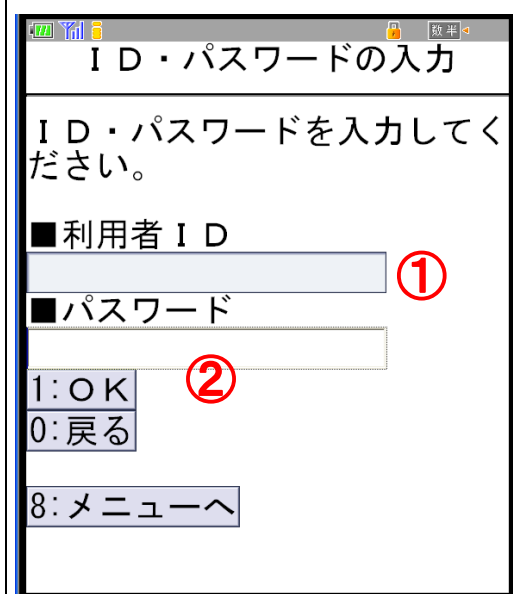 数半
ＩＤ・パスワードの入力
ＩＤ・パスワードを入力してく
ださい。
■利用者ＩＤ
①
■パスワード
②
1:ＯＫ
0:戻る
8:メニューへ